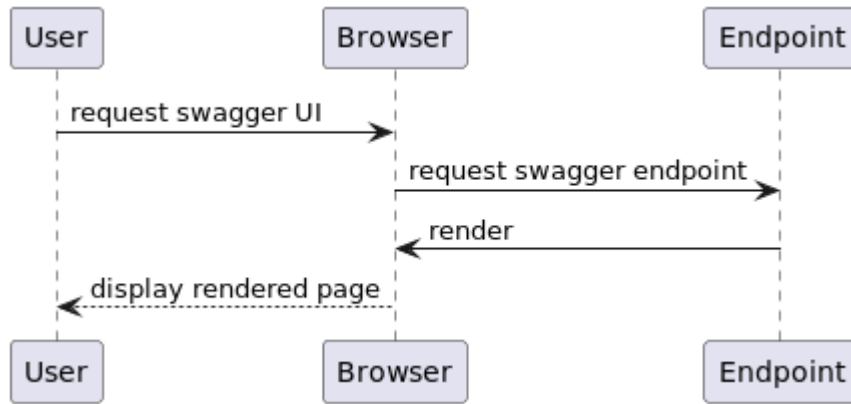 User Browser Endpoint
request swagger UI
request swagger endpoint
render
display rendered page
User Browser Endpoint